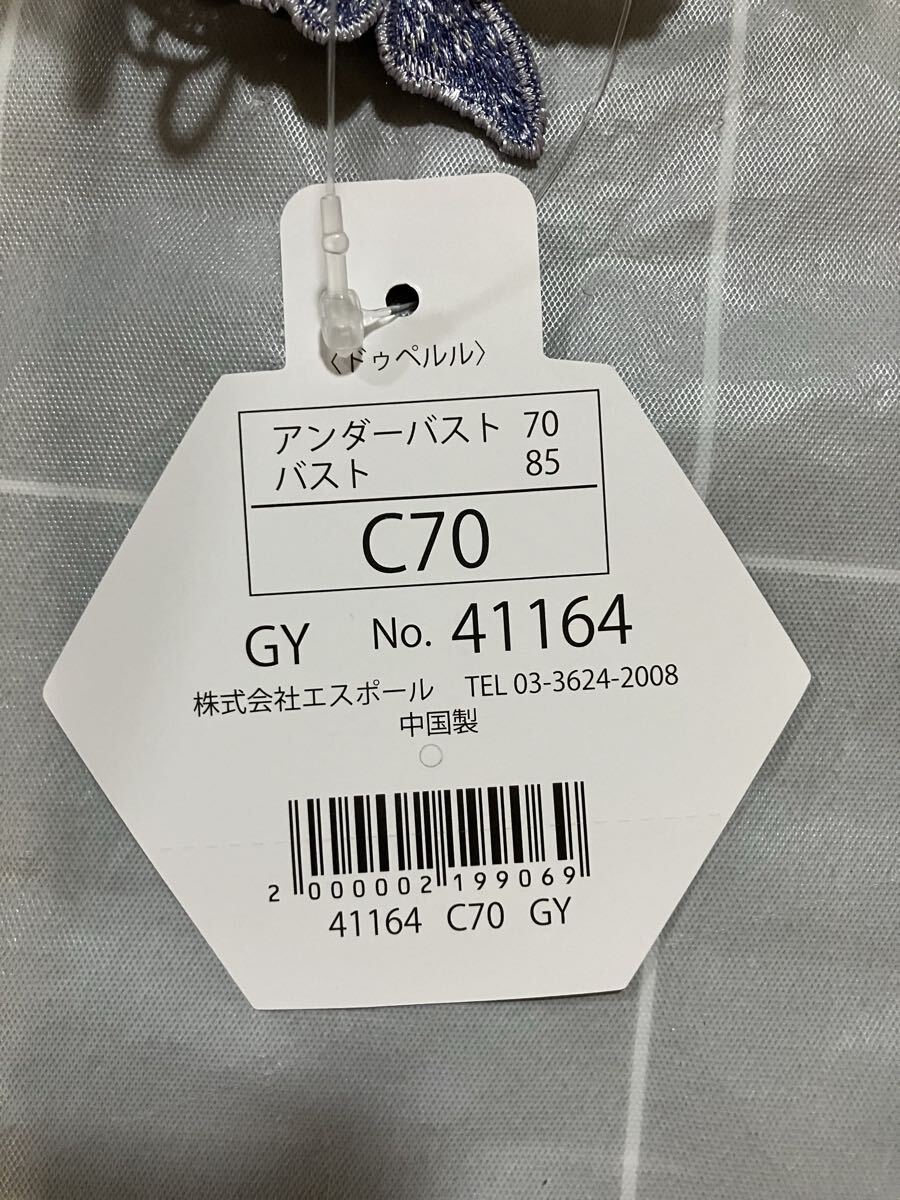 〈ドゥペルル〉
アンダーバスト 70
バスト 85
C70
GY No. 41164
株式会社エスポール TEL 03-3624-2008
中国製
2 000002 199069
41164 C70 GY